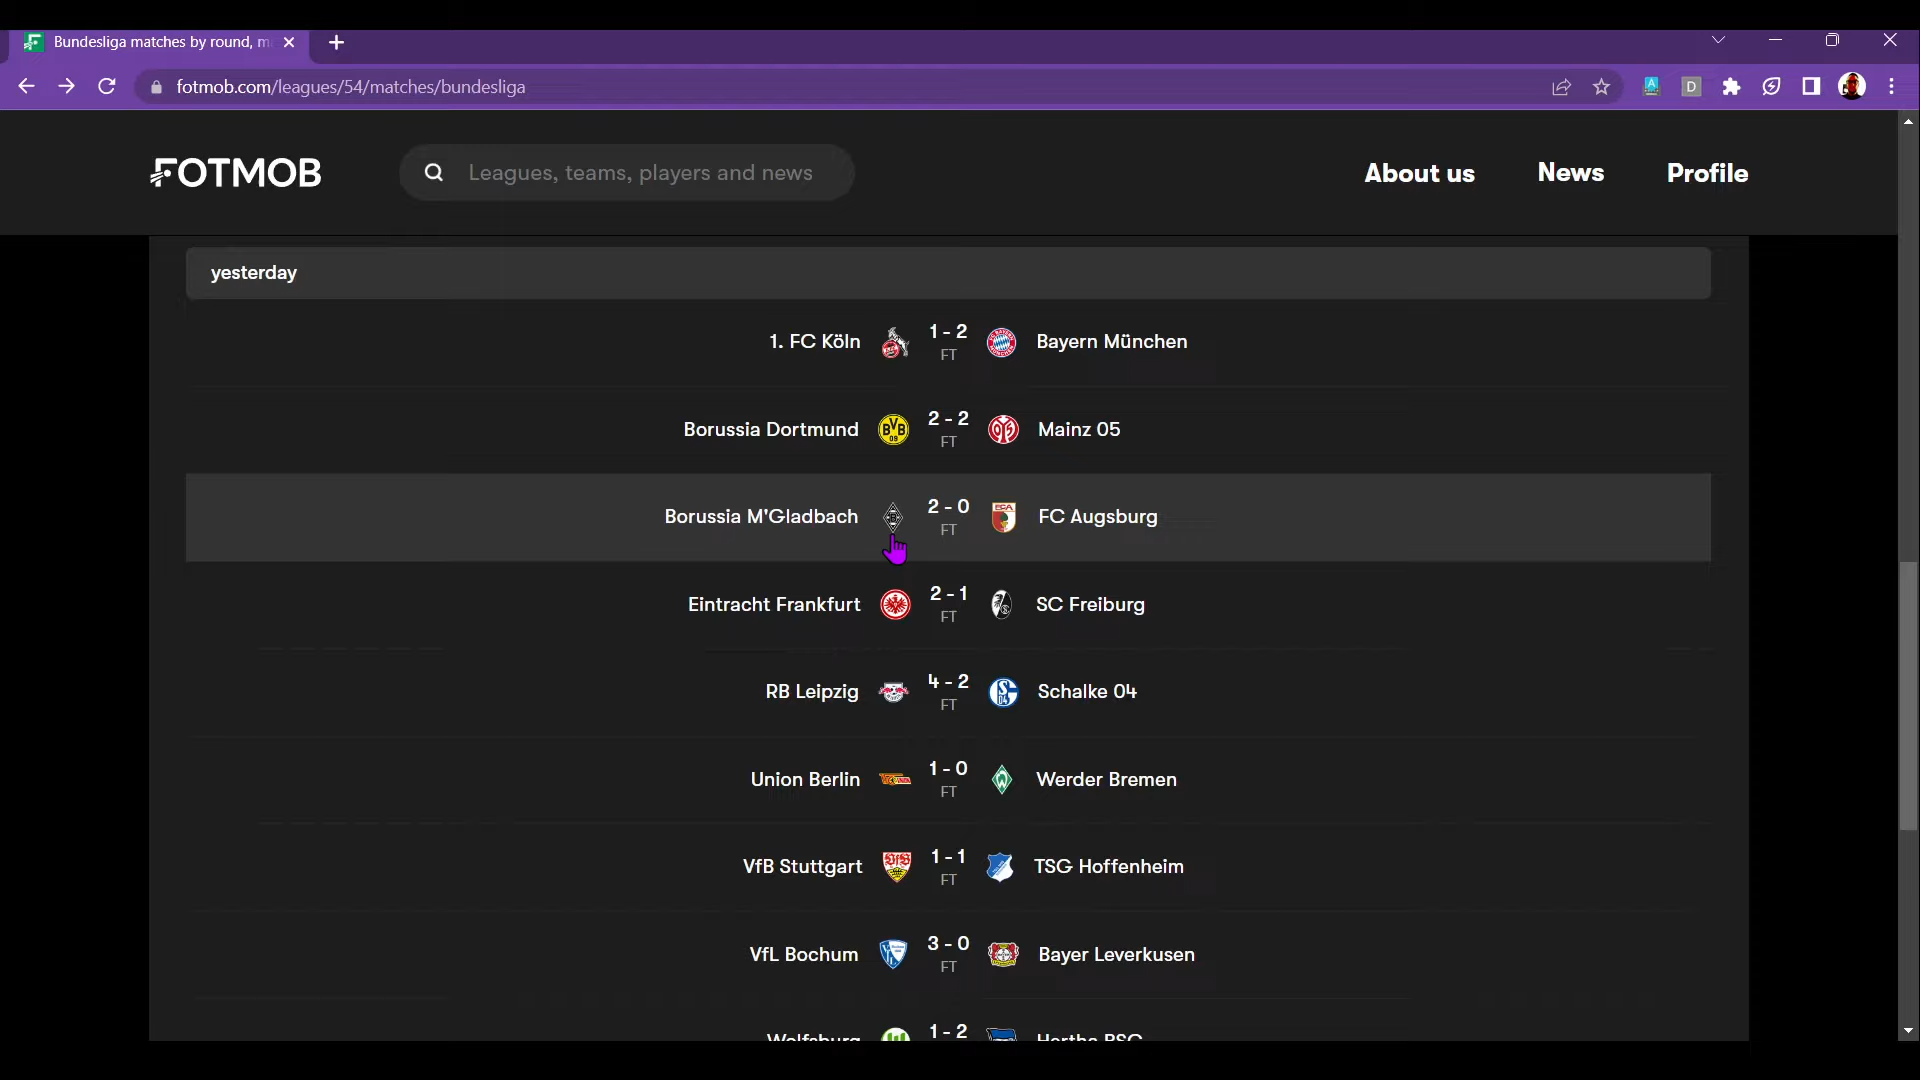 Bundesliga matches by round, m
fotmob.com/leagues/54/matches/bundesliga
D
FOTMOB
Leagues, teams, players and news
About us
News
Profile
yesterday
1. FC Köln 1 - 2 Bayern München
FT
Borussia Dortmund 2 - 2 Mainz 05
FT
Borussia M'Gladbach 2 - 0 FC Augsburg
FT
Eintracht Frankfurt 2 - 1 SC Freiburg
FT
RB Leipzig 4 - 2 Schalke 04
FT
Union Berlin 1 - 0 Werder Bremen
FT
VfB Stuttgart 1 - 1 TSG Hoffenheim
FT
VfL Bochum 3 - 0 Bayer Leverkusen
FT
Wolfsburg 1 - 2 Hertha BSC